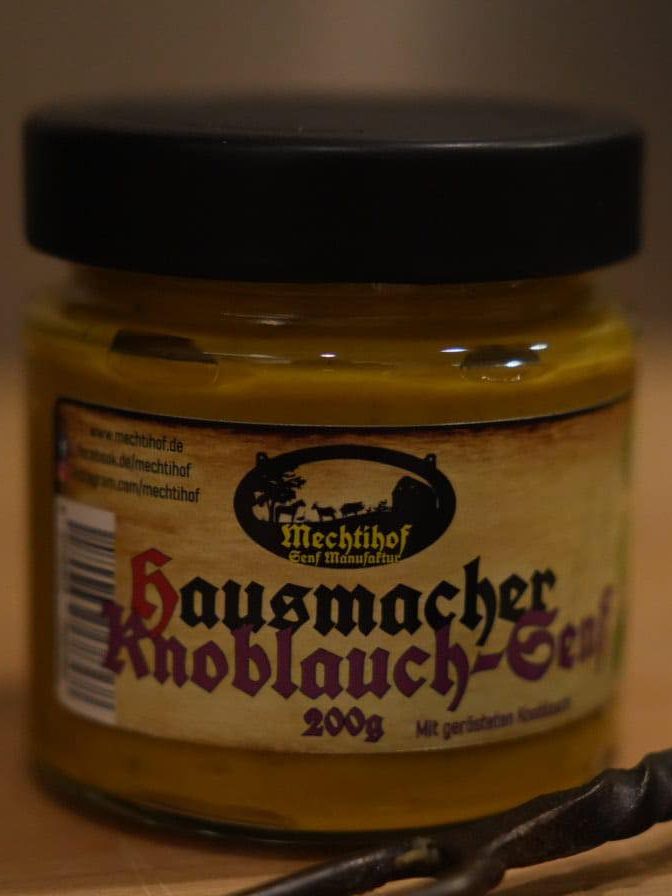 www.mechtihof.de
facebook.de/mechtihof
instagram.com/mechtihof
Mechtihof
Senf Manufaktur
Hausmacher
Knoblauch-Senf
200g
Mit gerösteten Knoblauch